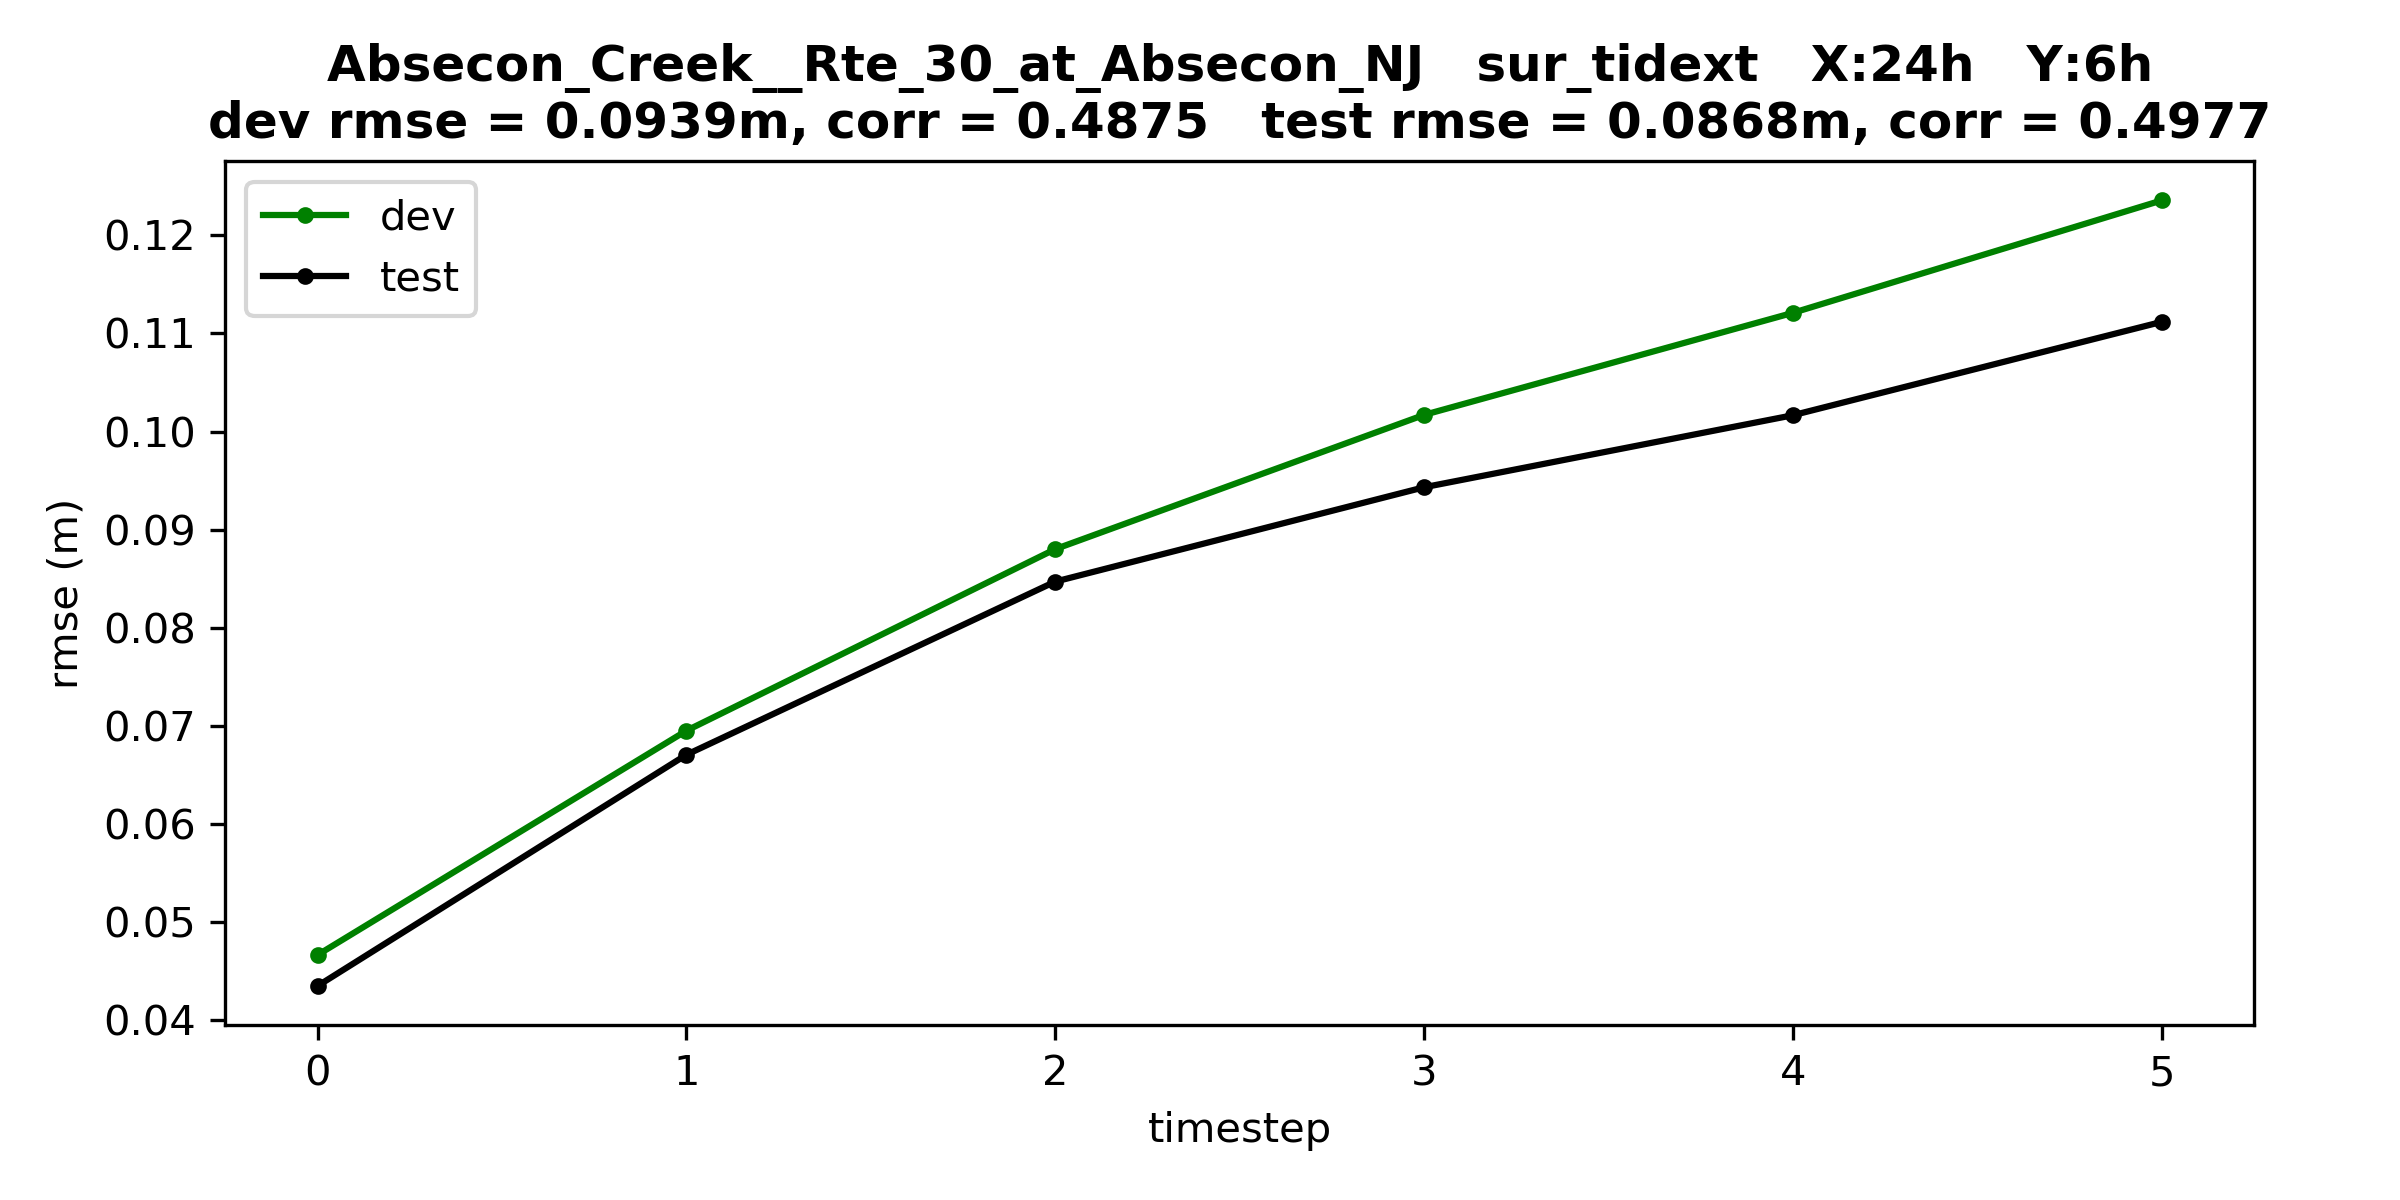 Absecon_Creek__Rte_30_at_Absecon_NJ   sur_tidext   X:24h   Y:6h
dev rmse = 0.0939m, corr = 0.4875   test rmse = 0.0868m, corr = 0.4977
dev
test
0.12
0.11
0.10
0.09
0.08
0.07
0.06
0.05
0.04
rmse (m)
0 1 2 3 4 5
timestep